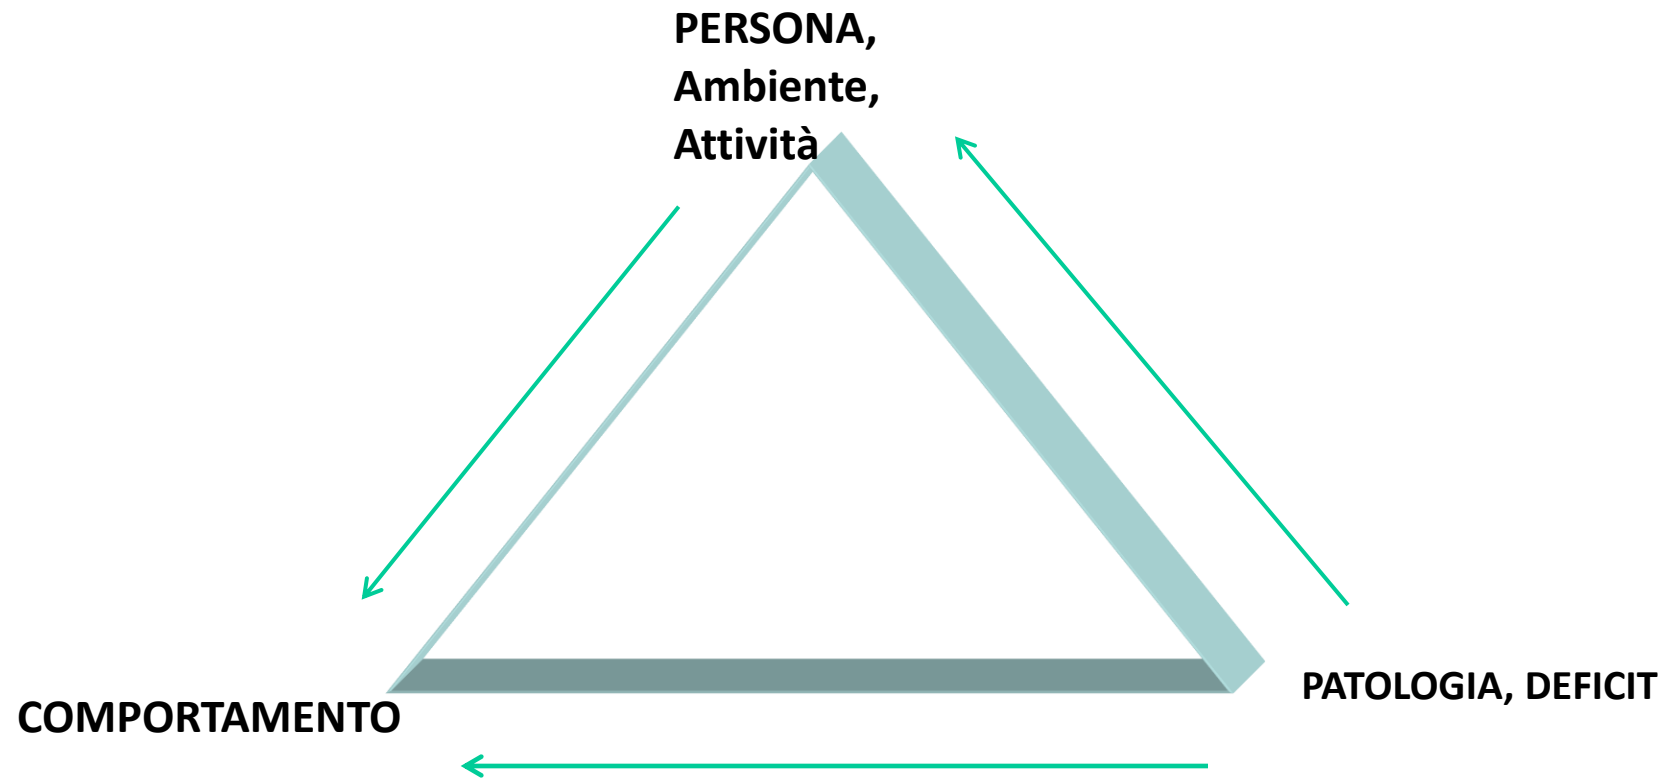 PERSONA,
Ambiente,
Attività
PATOLOGIA, DEFICIT
COMPORTAMENTO